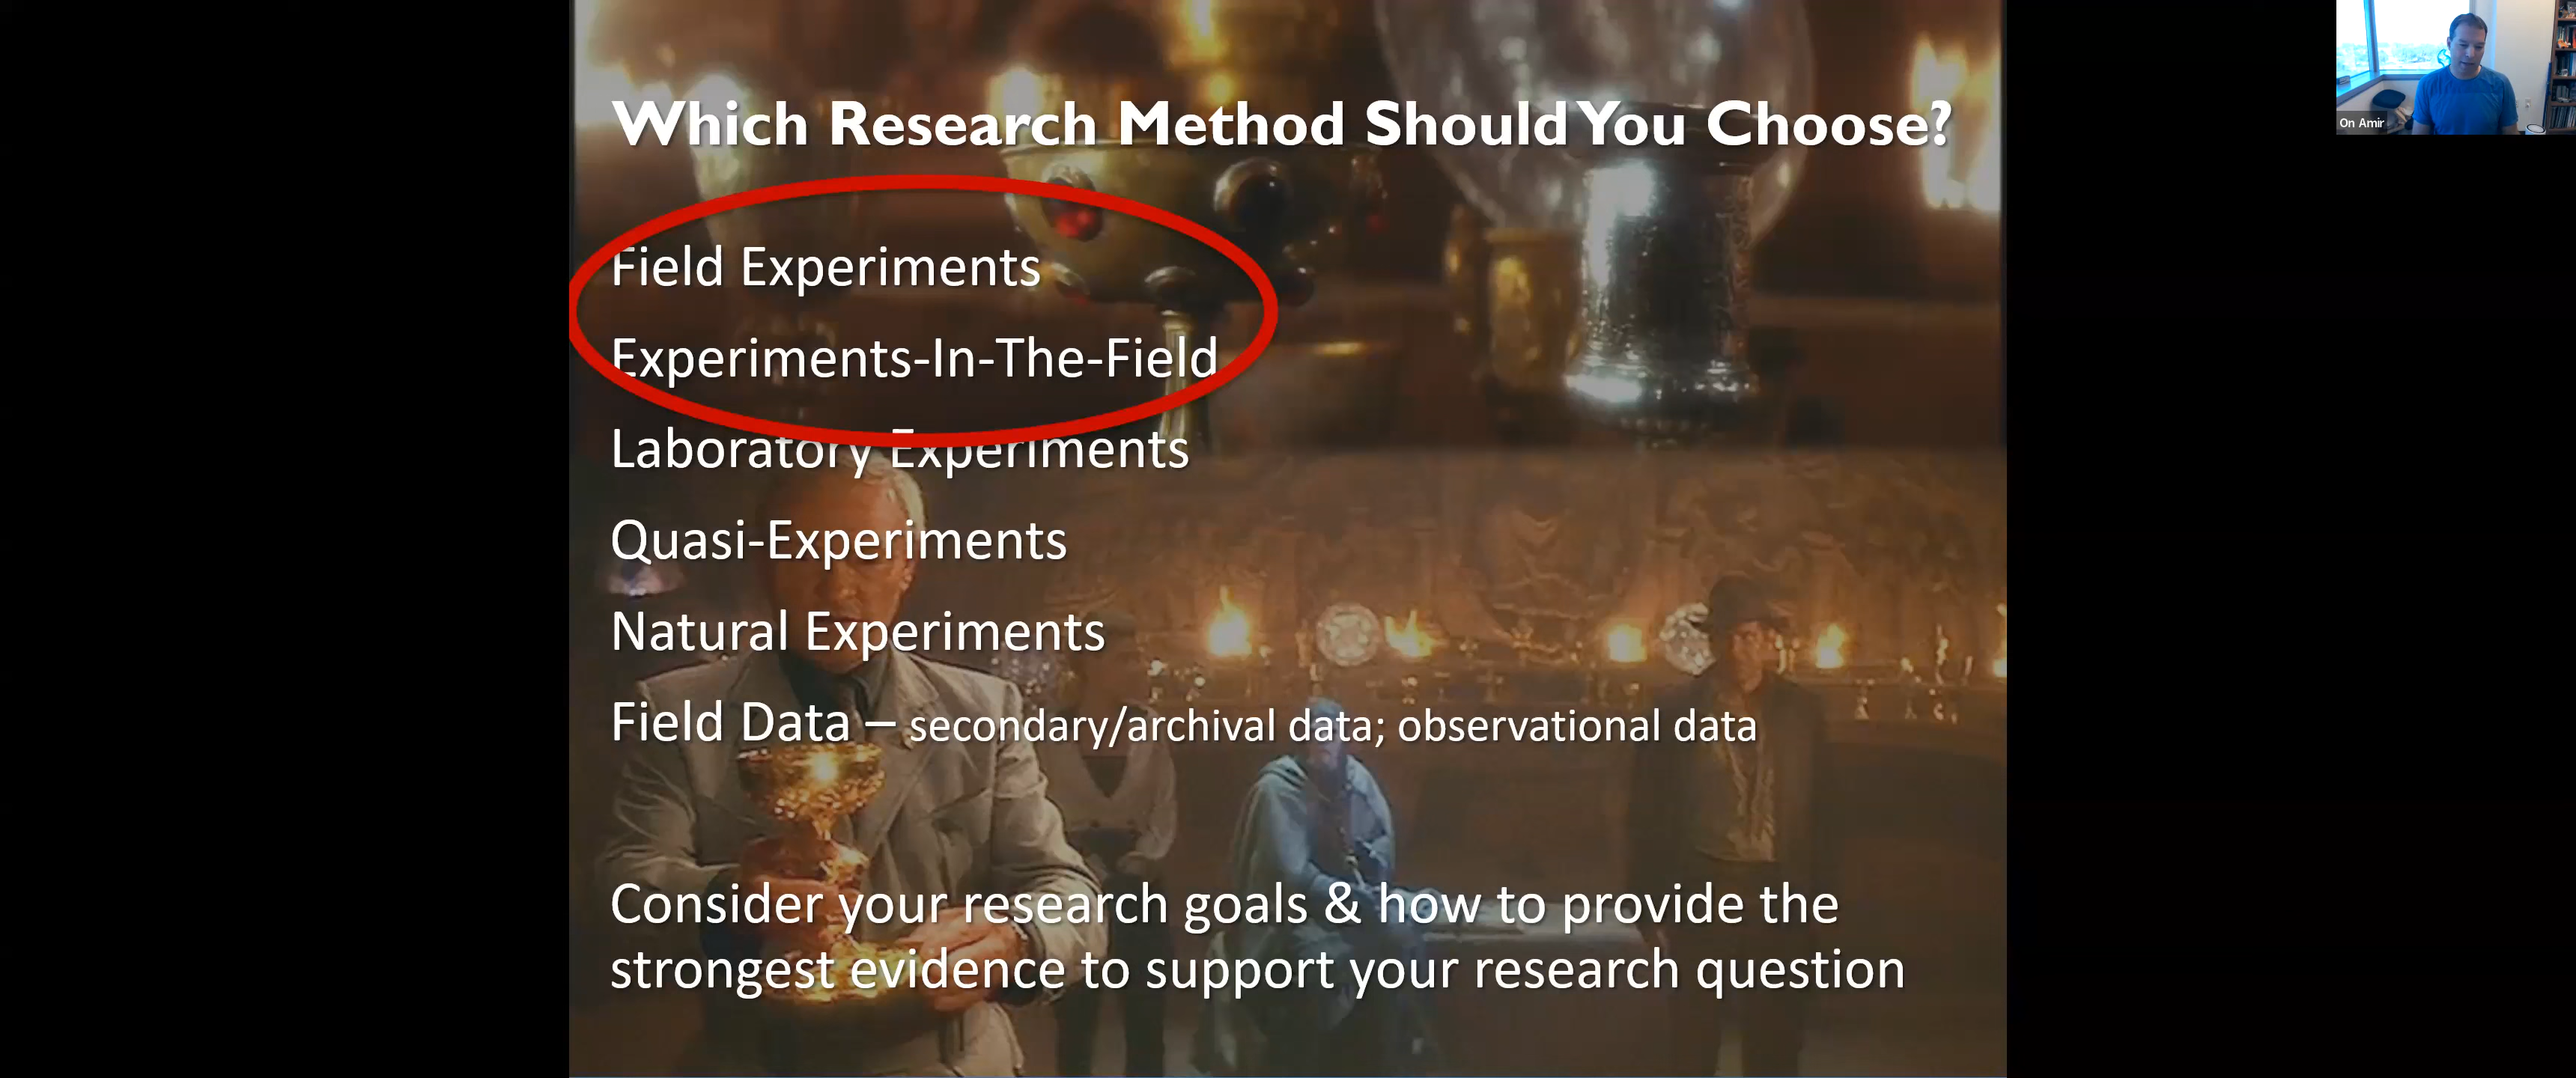 Which Research Method Should You Choose?
On Amir
Field Experiments
Experiments-In-The-Field
Laboratory Experiments
Quasi-Experiments
Natural Experiments
Field Data – secondary/archival data; observational data
Consider your research goals & how to provide the
strongest evidence to support your research question